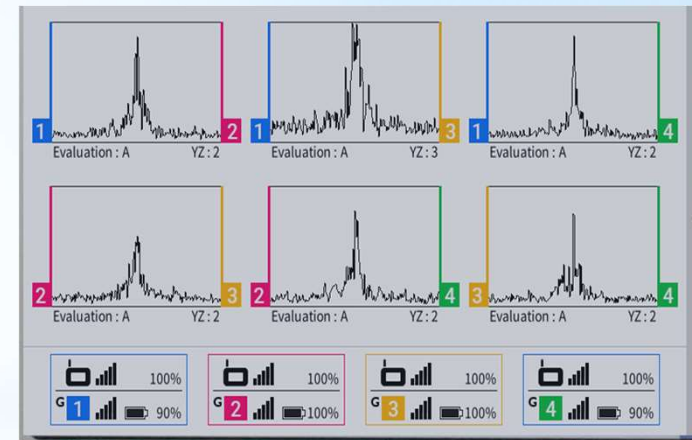 1 2 1 3 1 4
Evaluation : A YZ : 2 Evaluation : A YZ : 3 Evaluation : A YZ : 2
2 3 2 4 3 4
Evaluation : A YZ : 2 Evaluation : A YZ : 2 Evaluation : A YZ : 2
100% 100% 100% 100%
G 1 90% G 2 100% G 3 100% G 4 90%